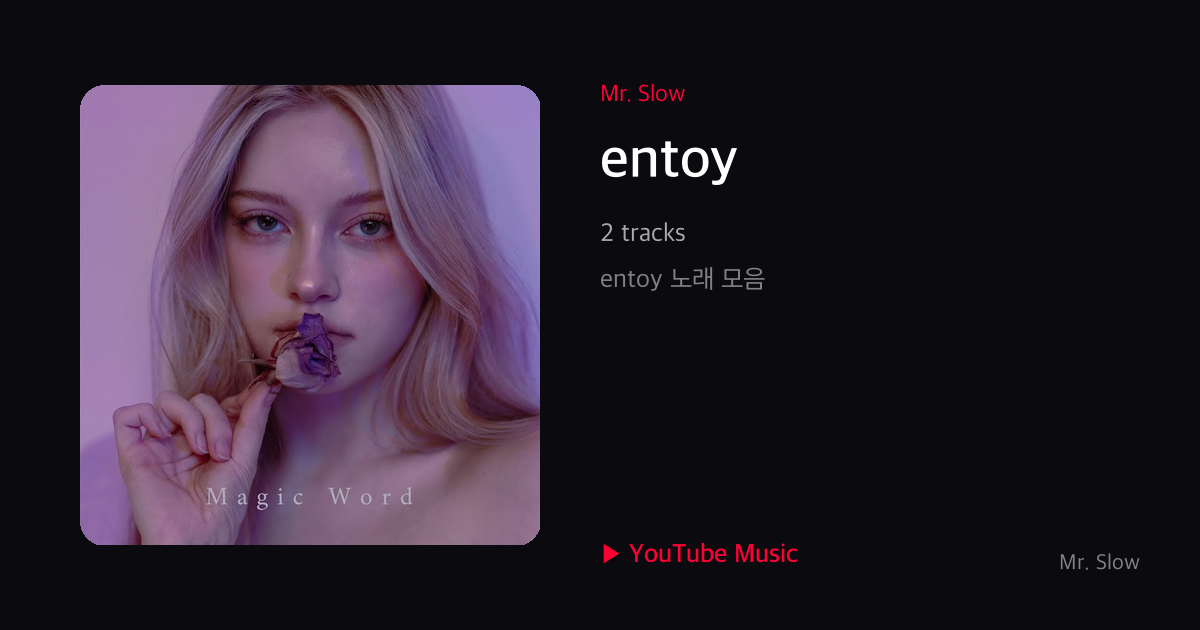 Mr. Slow
entoy
2 tracks
entoy 노래 모음
Magic Word
▶ YouTube Music
Mr. Slow